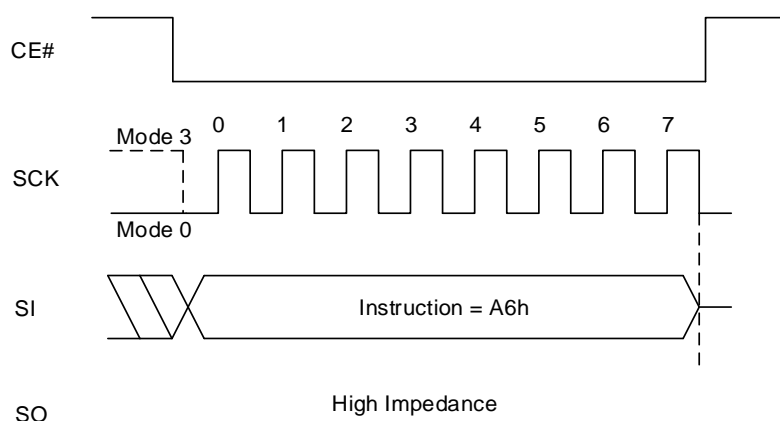 CE#
0 1 2 3 4 5 6 7
Mode 3
SCK
Mode 0
SI
Instruction = A6h
High Impedance
SO